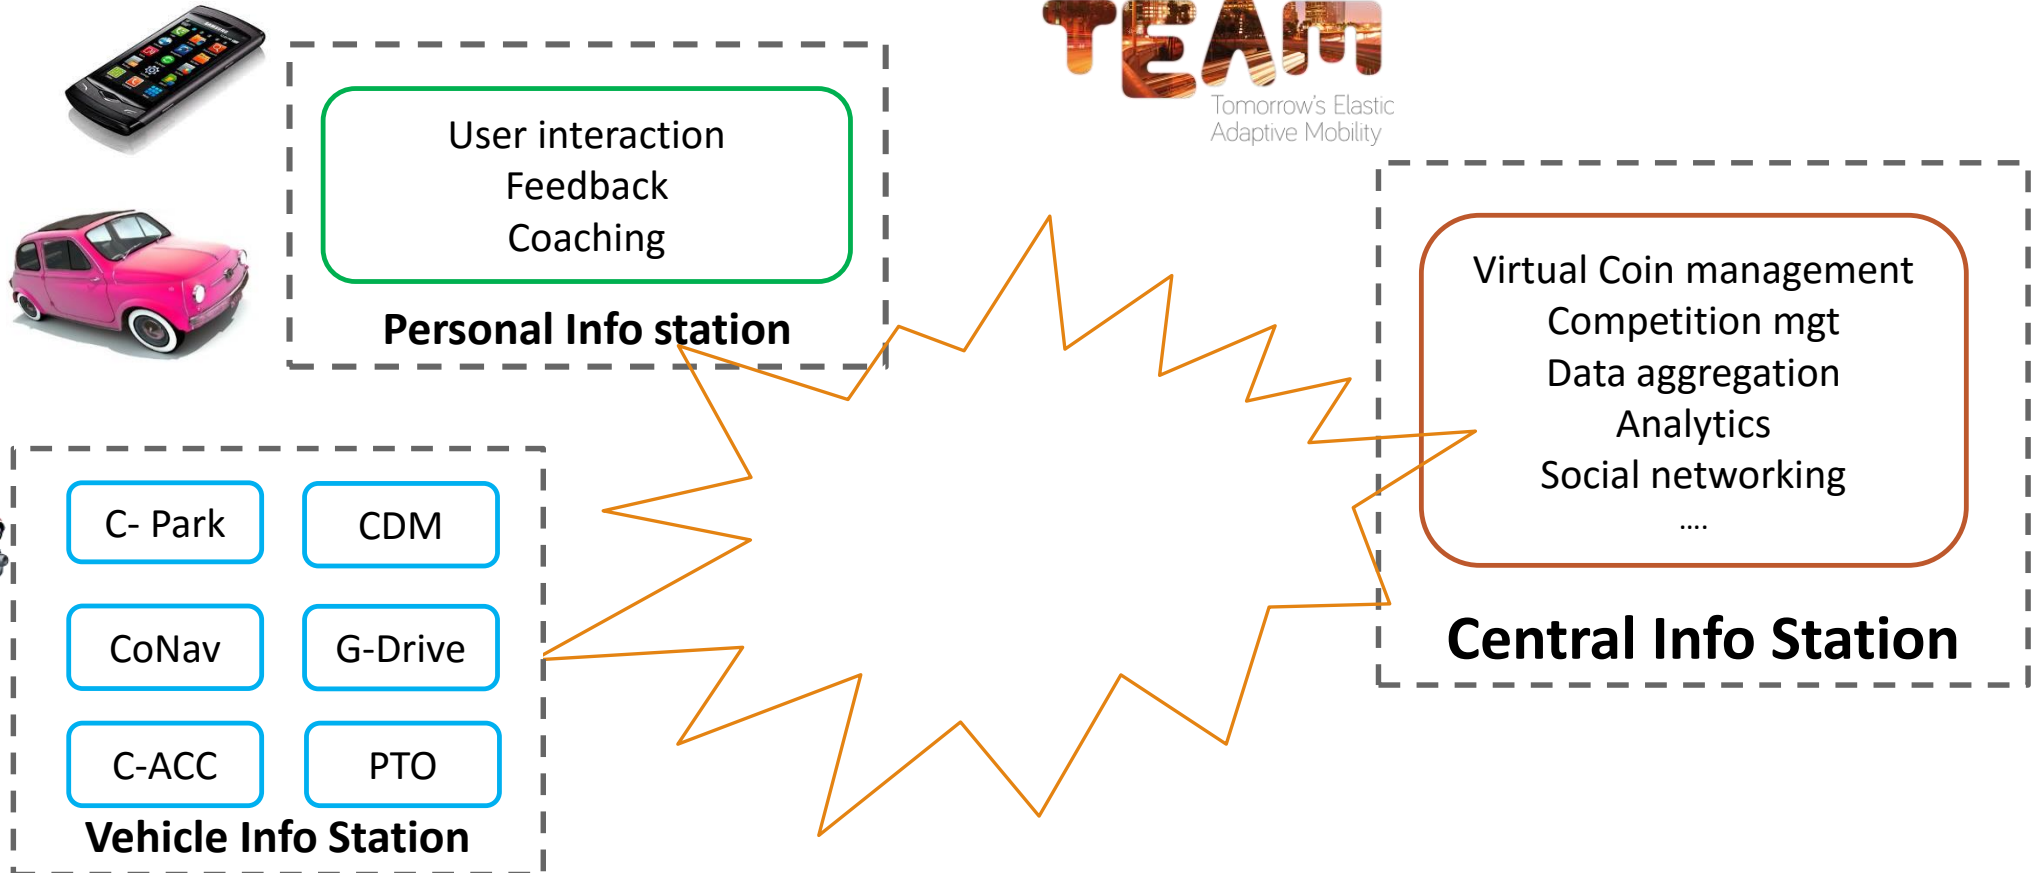 TEAM
Tomorrow's Elastic
Adaptive Mobility
User interaction
Feedback
Coaching
Personal Info station
Virtual Coin management
Competition mgt
Data aggregation
Analytics
Social networking
....
Central Info Station
C- Park
CDM
CoNav
G-Drive
C-ACC
PTO
Vehicle Info Station